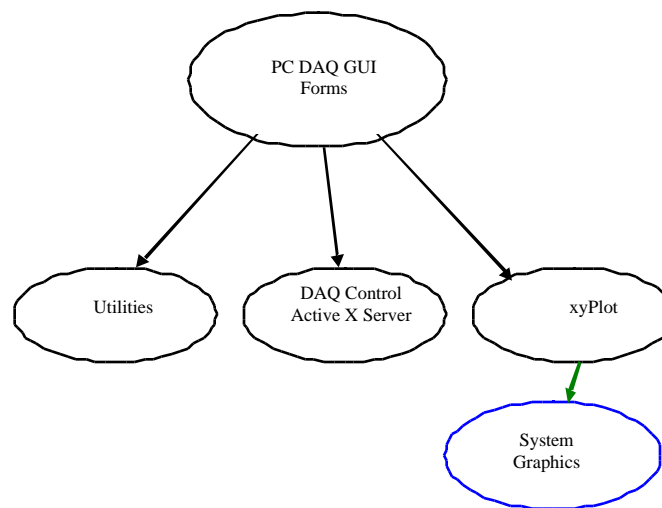 PC DAQ GUI
Forms
Utilities
DAQ Control
Active X Server
xyPlot
System
Graphics